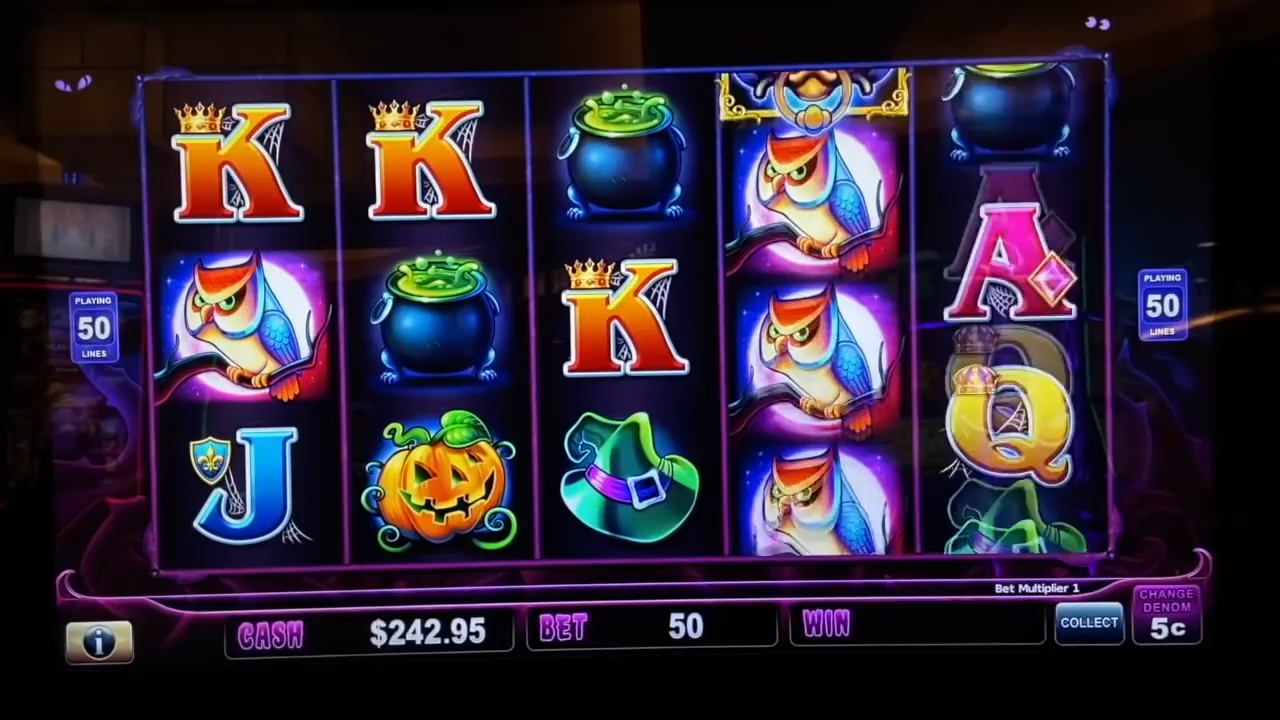 K K
A
K
J
Q
PLAYING
50
LINES
PLAYING
50
LINES
Bet Multiplier 1
CASH $242.95
BET 50
WIN
COLLECT
CHANGE
DENOM
5c
i